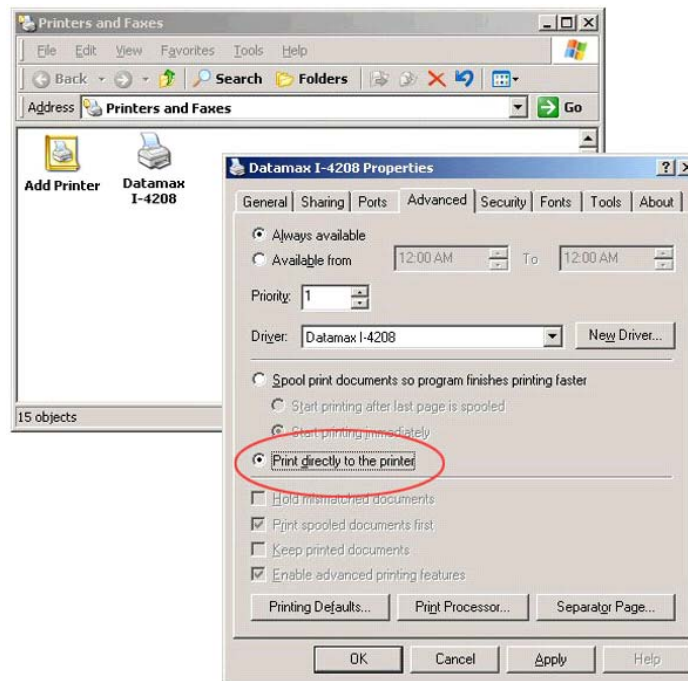 Printers and Faxes
File Edit View Favorites Tools Help
Back Search Folders
Address Printers and Faxes Go
Add Printer
Datamax
I-4208
15 objects
Datamax I-4208 Properties
General Sharing Ports Advanced Security Fonts Tools About
Always available
Available from 12:00 AM To 12:00 AM
Priority: 1
Driver: Datamax I-4208 New Driver...
Spool print documents so program finishes printing faster
Start printing after last page is spooled
Start printing immediately
Print directly to the printer
Hold mismatched documents
Print spooled documents first
Keep printed documents
Enable advanced printing features
Printing Defaults... Print Processor... Separator Page...
OK Cancel Apply Help